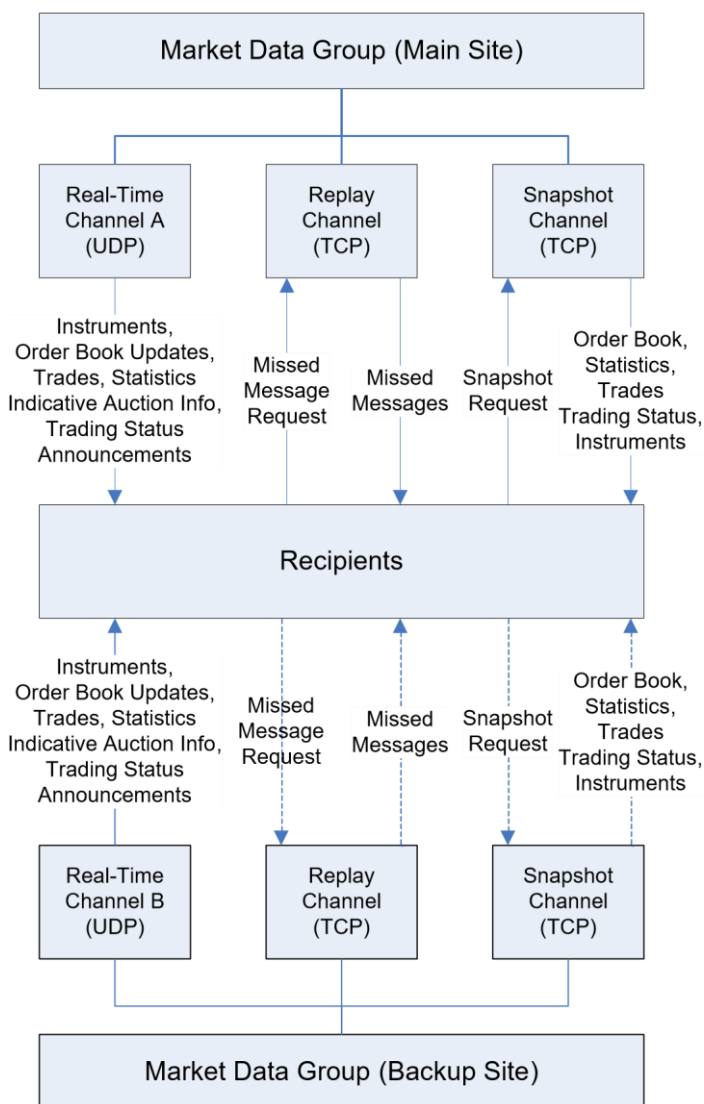 Market Data Group (Main Site)
Real-Time
Channel A
(UDP)
Replay
Channel
(TCP)
Snapshot
Channel
(TCP)
Instruments,
Order Book Updates,
Trades, Statistics
Indicative Auction Info,
Trading Status
Announcements
Missed
Message
Request
Missed
Messages
Snapshot
Request
Order Book,
Statistics,
Trades
Trading Status,
Instruments
Recipients
Instruments,
Order Book Updates,
Trades, Statistics
Indicative Auction Info,
Trading Status
Announcements
Missed
Message
Request
Missed
Messages
Snapshot
Request
Order Book,
Statistics,
Trades
Trading Status,
Instruments
Real-Time
Channel B
(UDP)
Replay
Channel
(TCP)
Snapshot
Channel
(TCP)
Market Data Group (Backup Site)